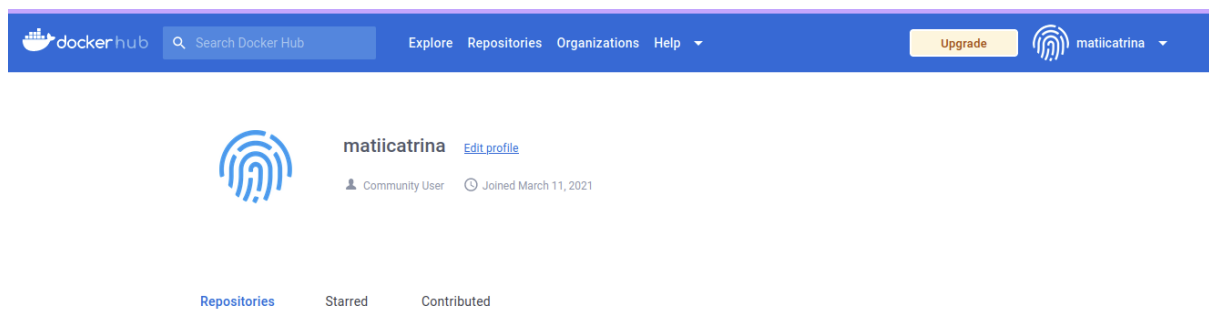 dockerhub Search Docker Hub Explore Repositories Organizations Help Upgrade matiicatrina
matiicatrina Edit profile
Community User Joined March 11, 2021
Repositories Starred Contributed